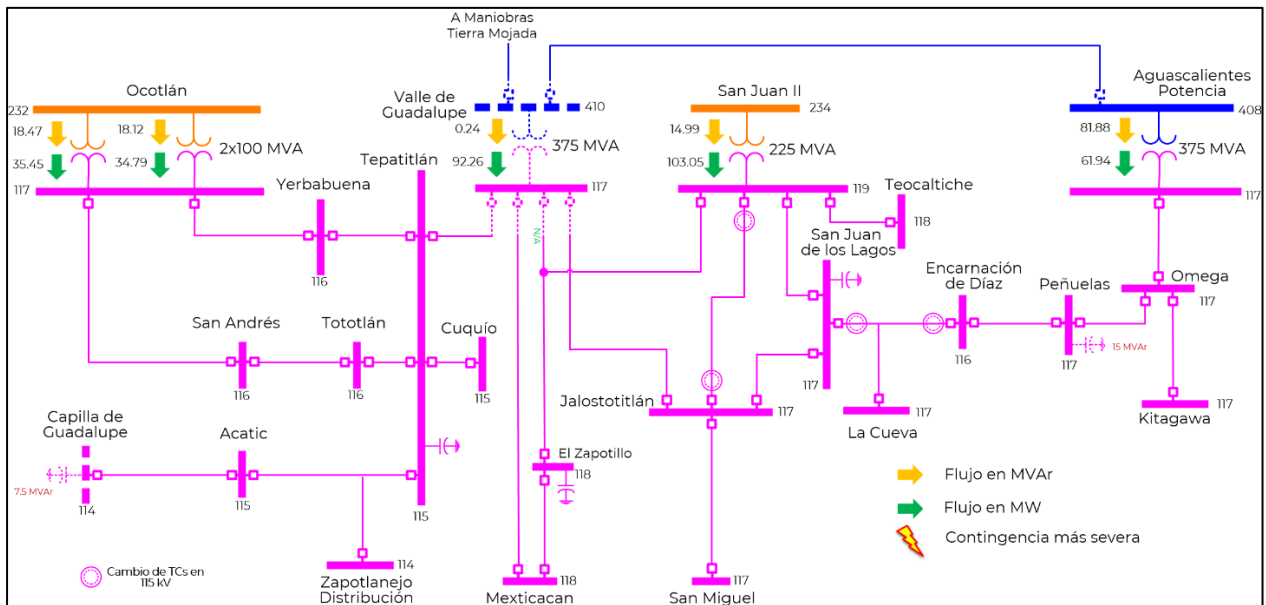 A Maniobras
Tierra Mojada
Ocotlán
232
18.47
18.12
2x100 MVA
35.45
34.79
117
Valle de
Guadalupe
410
0.24
375 MVA
92.26
117
San Juan II
234
14.99
225 MVA
103.05
119
Aguascalientes
Potencia
408
81.88
375 MVA
61.94
117
Tepatitlán
Yerbabuena
116
N/A
Teocaltiche
118
San Juan
de los Lagos
117
Encarnación
de Díaz
116
Peñuelas
117
15 MVAr
Omega
117
San Andrés
116
Tototlán
116
Cuquío
115
Jalostotitlán
117
La Cueva
117
Kitagawa
117
Capilla de
Guadalupe
7.5 MVAr
114
Acatic
115
115
El Zapotillo
118
Flujo en MVAr
Flujo en MW
Contingencia más severa
Cambio de TCs en
115 kV
Zapotlanejo
Distribución
114
Mexticacan
118
San Miguel
117